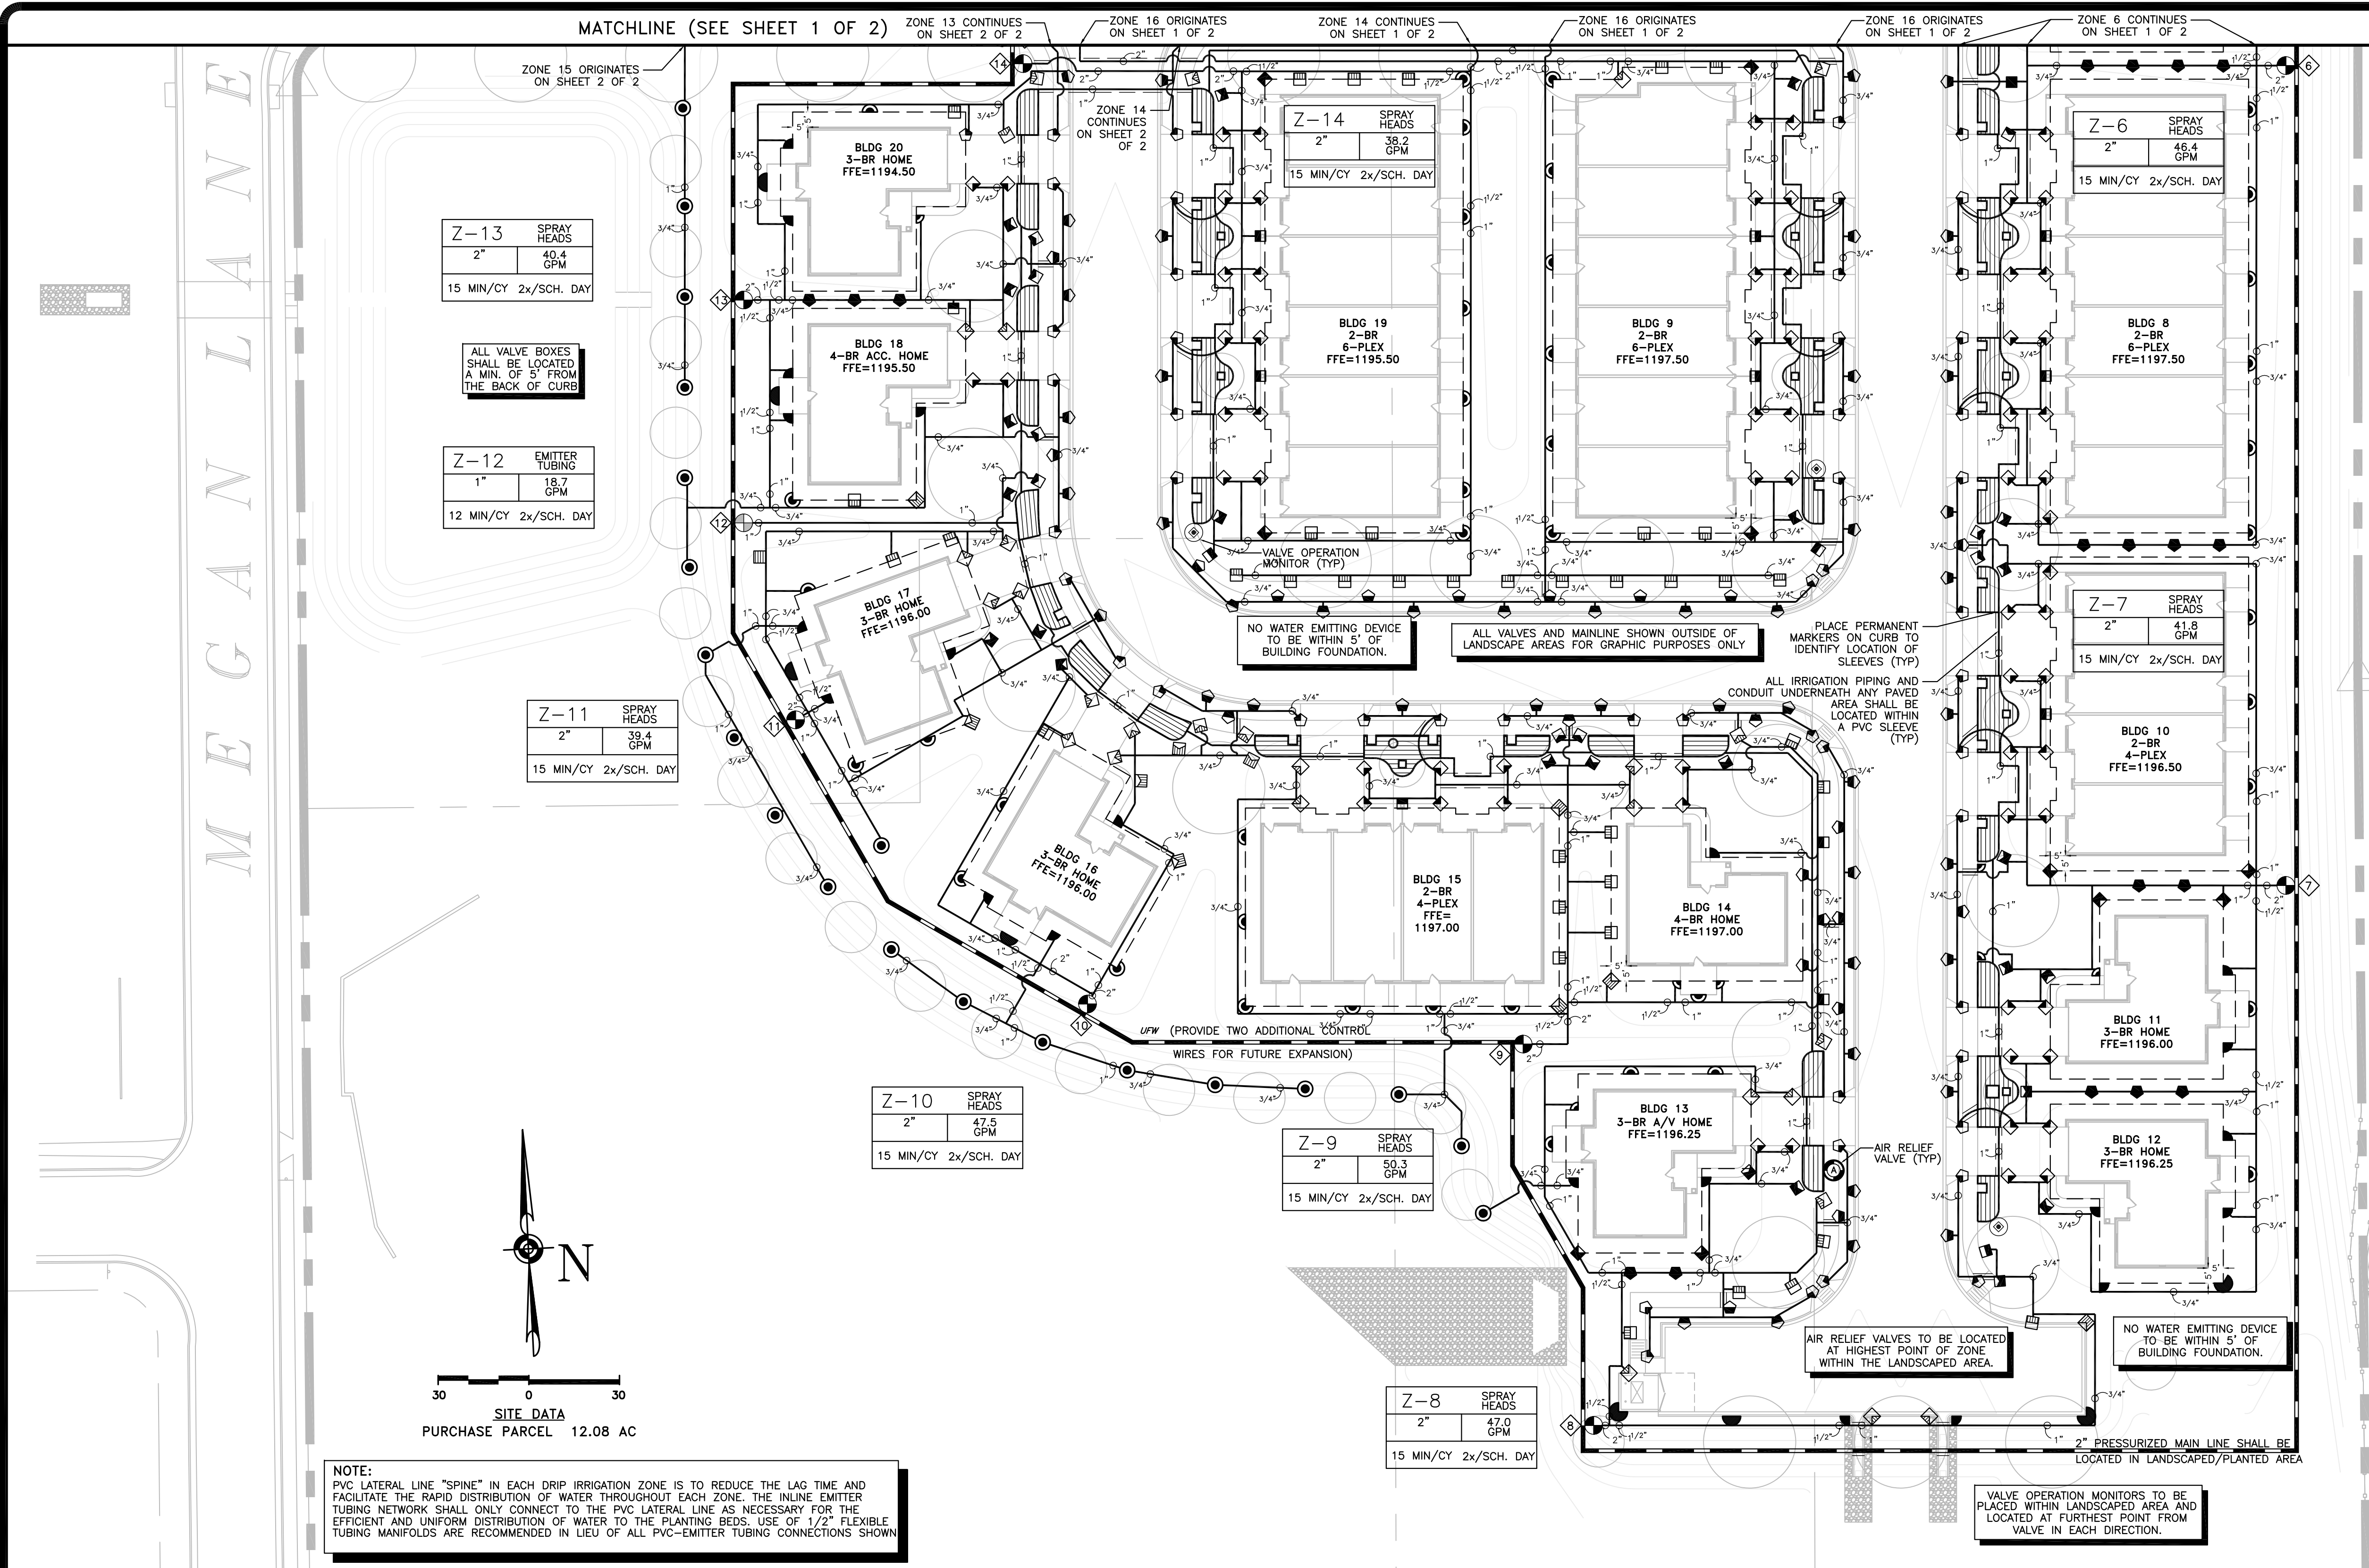 MATCHLINE (SEE SHEET 1 OF 2)
ZONE 13 CONTINUES
ON SHEET 2 OF 2
ZONE 16 ORIGINATES
ON SHEET 1 OF 2
ZONE 14 CONTINUES
ON SHEET 1 OF 2
ZONE 16 ORIGINATES
ON SHEET 1 OF 2
ZONE 16 ORIGINATES
ON SHEET 1 OF 2
ZONE 6 CONTINUES
ON SHEET 1 OF 2
ZONE 15 ORIGINATES
ON SHEET 2 OF 2
ZONE 14
CONTINUES
ON SHEET 2
OF 2
MEGAN LANE
14
6
13
12
11
10
9
8
7
Z-14 SPRAY
HEADS
2" 38.2
GPM
15 MIN/CY 2x/SCH. DAY
Z-6 SPRAY
HEADS
2" 46.4
GPM
15 MIN/CY 2x/SCH. DAY
Z-13 SPRAY
HEADS
2" 40.4
GPM
15 MIN/CY 2x/SCH. DAY
ALL VALVE BOXES
SHALL BE LOCATED
A MIN. OF 5' FROM
THE BACK OF CURB
Z-12 EMITTER
TUBING
1" 18.7
GPM
12 MIN/CY 2x/SCH. DAY
BLDG 20
3-BR HOME
FFE=1194.50
BLDG 18
4-BR ACC. HOME
FFE=1195.50
BLDG 19
2-BR
6-PLEX
FFE=1195.50
BLDG 9
2-BR
6-PLEX
FFE=1197.50
BLDG 8
2-BR
6-PLEX
FFE=1197.50
VALVE OPERATION
MONITOR (TYP)
BLDG 17
3-BR HOME
FFE=1196.00
NO WATER EMITTING DEVICE
TO BE WITHIN 5' OF
BUILDING FOUNDATION.
ALL VALVES AND MAINLINE SHOWN OUTSIDE OF
LANDSCAPE AREAS FOR GRAPHIC PURPOSES ONLY
PLACE PERMANENT
MARKERS ON CURB TO
IDENTIFY LOCATION OF
SLEEVES (TYP)
ALL IRRIGATION PIPING AND
CONDUIT UNDERNEATH ANY PAVED
AREA SHALL BE
LOCATED WITHIN
A PVC SLEEVE
(TYP)
Z-7 SPRAY
HEADS
2" 41.8
GPM
15 MIN/CY 2x/SCH. DAY
Z-11 SPRAY
HEADS
2" 39.4
GPM
15 MIN/CY 2x/SCH. DAY
BLDG 10
2-BR
4-PLEX
FFE=1196.50
BLDG 16
3-BR HOME
FFE=1196.00
BLDG 15
2-BR
4-PLEX
FFE=
1197.00
BLDG 14
4-BR HOME
FFE=1197.00
BLDG 11
3-BR HOME
FFE=1196.00
UFW (PROVIDE TWO ADDITIONAL CONTROL
WIRES FOR FUTURE EXPANSION)
Z-10 SPRAY
HEADS
2" 47.5
GPM
15 MIN/CY 2x/SCH. DAY
Z-9 SPRAY
HEADS
2" 50.3
GPM
15 MIN/CY 2x/SCH. DAY
BLDG 13
3-BR A/V HOME
FFE=1196.25
BLDG 12
3-BR HOME
FFE=1196.25
A
AIR RELIEF
VALVE (TYP)
N
30 0 30
SITE DATA
PURCHASE PARCEL 12.08 AC
AIR RELIEF VALVES TO BE LOCATED
AT HIGHEST POINT OF ZONE
WITHIN THE LANDSCAPED AREA.
NO WATER EMITTING DEVICE
TO BE WITHIN 5' OF
BUILDING FOUNDATION.
Z-8 SPRAY
HEADS
2" 47.0
GPM
15 MIN/CY 2x/SCH. DAY
2" PRESSURIZED MAIN LINE SHALL BE
LOCATED IN LANDSCAPED/PLANTED AREA
NOTE:
PVC LATERAL LINE "SPINE" IN EACH DRIP IRRIGATION ZONE IS TO REDUCE THE LAG TIME AND
FACILITATE THE RAPID DISTRIBUTION OF WATER THROUGHOUT EACH ZONE. THE INLINE EMITTER
TUBING NETWORK SHALL ONLY CONNECT TO THE PVC LATERAL LINE AS NECESSARY FOR THE
EFFICIENT AND UNIFORM DISTRIBUTION OF WATER TO THE PLANTING BEDS. USE OF 1/2" FLEXIBLE
TUBING MANIFOLDS ARE RECOMMENDED IN LIEU OF ALL PVC-EMITTER TUBING CONNECTIONS SHOWN
VALVE OPERATION MONITORS TO BE
PLACED WITHIN LANDSCAPED AREA AND
LOCATED AT FURTHEST POINT FROM
VALVE IN EACH DIRECTION.